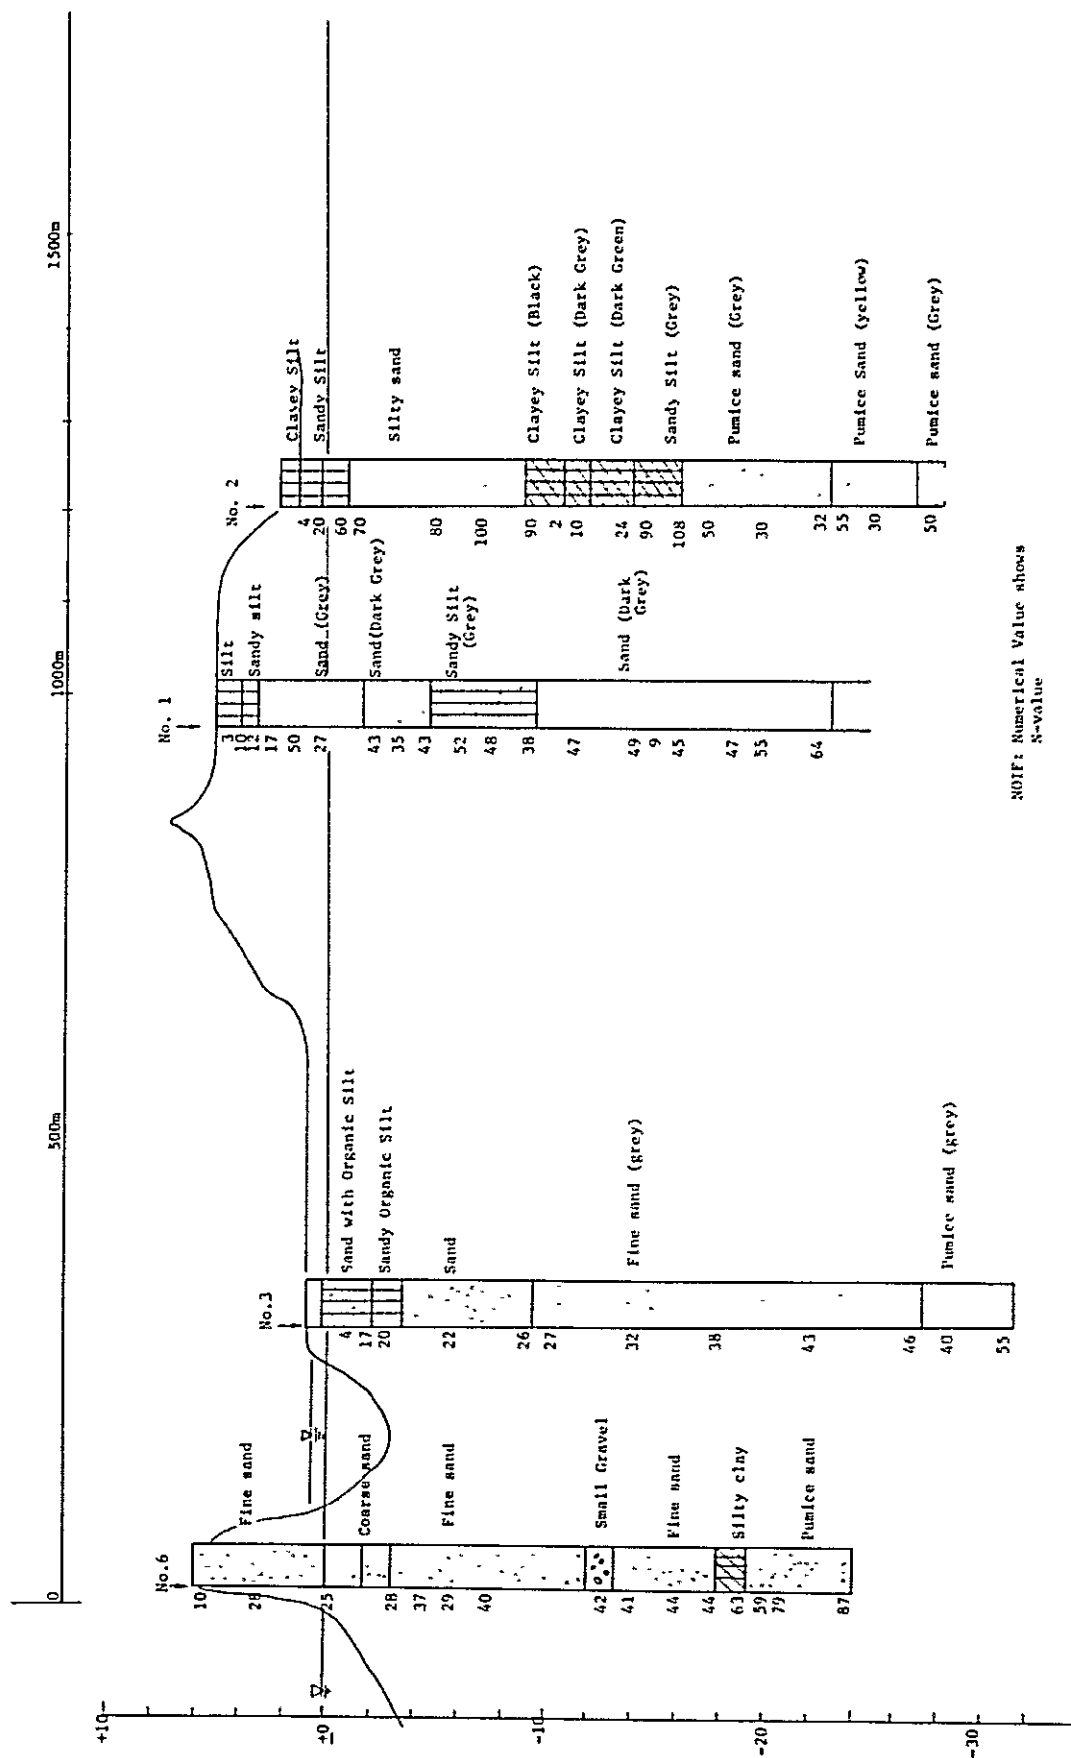 0
500m
1000m
1500m
+10
+0
-10
-20
-30
No.6
10
28
25
28
37
29
40
42
41
44
44
63
59
79
87
Fine sand
Coarse sand
Fine sand
Small Gravel
Fine sand
Silty clay
Pumice sand
No.3
4
17
20
22
26
27
32
38
43
46
40
55
Sand with Organic Silt
Sandy Organic Silt
Sand
Fine sand (grey)
Pumice sand (grey)
No. 1
3
10
12
17
50
27
43
35
43
52
48
38
47
49
9
45
47
55
64
Silt
Sandy silt
Sand (Grey)
Sand(Dark Grey)
Sandy Silt
(Grey)
Sand (Dark
Grey)
No. 2
4
20
60
70
80
100
90
2
10
24
90
108
50
30
32
55
30
50
Clayey Silt
Sandy Silt
Silty sand
Clayey Silt (Black)
Clayey Silt (Dark Grey)
Clayey Silt (Dark Green)
Sandy Silt (Grey)
Pumice sand (Grey)
Pumice Sand (yellow)
Pumice sand (Grey)
NOTE: Numerical Value shows
N-value